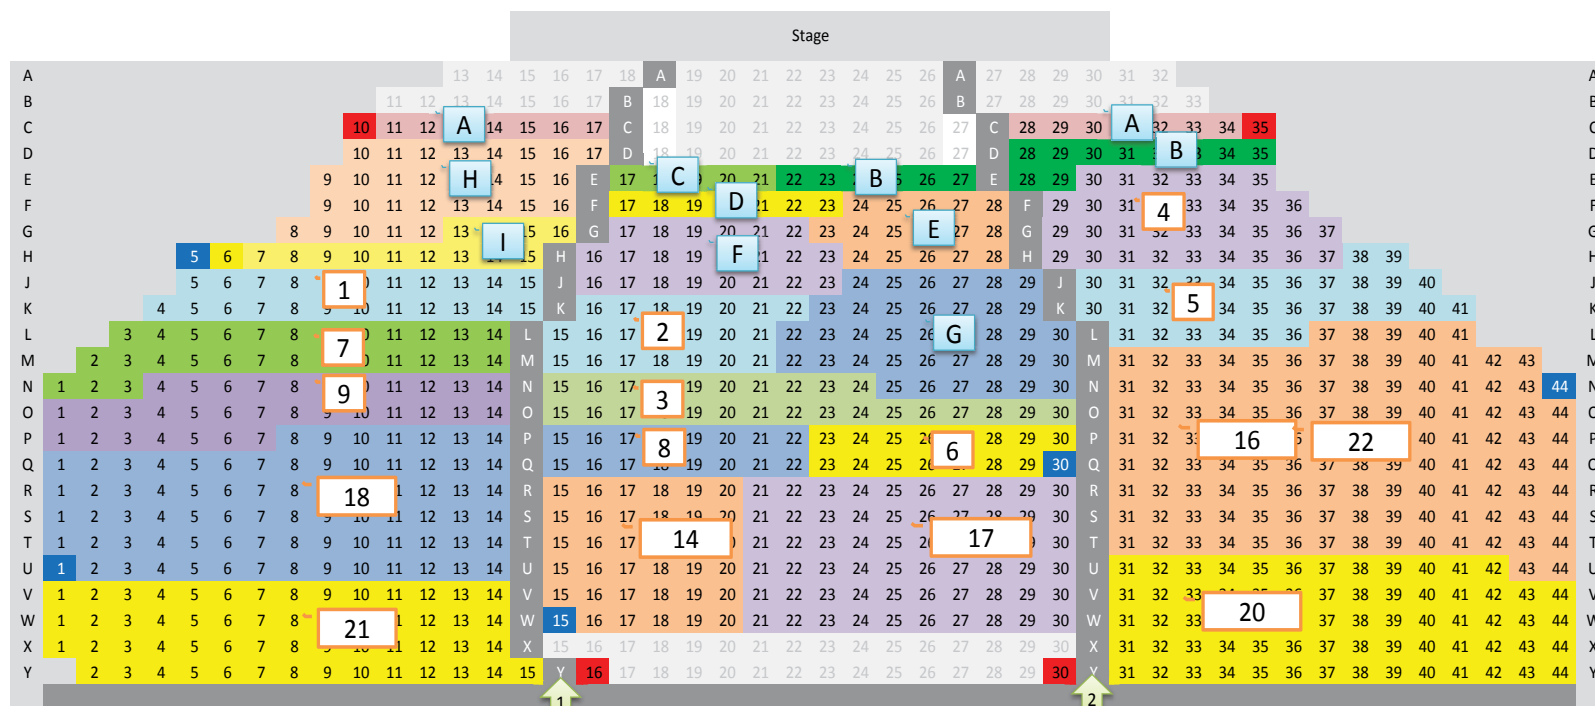 Stage
A 13 14 15 16 17 18 A 19 20 21 22 23 24 25 26 A 27 28 29 30 31 32 A
B 11 12 13 14 15 16 17 B 18 19 20 21 22 23 24 25 26 B 27 28 29 30 31 32 33 B
C 10 11 12 A 14 15 16 17 C 18 19 20 21 22 23 24 25 26 27 C 28 29 30 A 32 33 34 35 C
D 10 11 12 13 14 15 16 17 D 18 19 20 21 22 23 24 25 26 27 D 28 29 30 31 B 34 35 D
E 9 10 11 12 H 14 15 16 E 17 C 20 21 22 23 B 26 27 E 28 29 30 31 32 33 34 35 E
F 9 10 11 12 13 14 15 16 F 17 18 19 D 21 22 23 24 25 26 27 28 F 29 30 31 4 33 34 35 36 F
G 8 9 10 11 12 13 I 15 16 G 17 18 19 20 21 22 23 24 25 E 27 28 G 29 30 31 32 33 34 35 36 37 G
H 5 6 7 8 9 10 11 12 13 14 15 H 16 17 18 19 F 21 22 23 24 25 26 27 28 H 29 30 31 32 33 34 35 36 37 38 39 H
J 5 6 7 8 1 11 12 13 14 15 J 16 17 18 19 20 21 22 23 24 25 26 27 28 29 J 30 31 32 33 34 35 36 37 38 39 40 J
K 4 5 6 7 8 9 10 11 12 13 14 15 K 16 17 18 19 20 21 22 23 24 25 26 27 28 29 K 30 31 32 5 34 35 36 37 38 39 40 41 K
L 3 4 5 6 7 8 11 12 13 14 L 15 16 17 2 19 20 21 22 23 24 25 26 G 28 29 30 L 31 32 33 34 35 36 37 38 39 40 41 L
M 2 3 4 5 6 7 8 7 11 12 13 14 M 15 16 17 18 19 20 21 22 23 24 25 26 27 28 29 30 M 31 32 33 34 35 36 37 38 39 40 41 42 43 M
N 1 2 3 4 5 6 7 8 9 11 12 13 14 N 15 16 17 19 20 21 22 23 24 25 26 27 28 29 30 N 31 32 33 34 35 36 37 38 39 40 41 42 43 44 N
O 1 2 3 4 5 6 7 8 9 10 11 12 13 14 O 15 16 17 3 19 20 21 22 23 24 25 26 27 28 29 30 O 31 32 33 34 35 36 37 38 39 40 41 42 43 44 O
P 1 2 3 4 5 6 7 8 9 10 11 12 13 14 P 15 16 17 8 19 20 21 22 23 24 25 26 28 29 30 P 31 32 33 16 22 40 41 42 43 44 P
Q 1 2 3 4 5 6 7 8 9 10 11 12 13 14 Q 15 16 17 18 19 20 21 22 23 24 25 26 6 28 29 30 Q 31 32 33 34 35 36 37 38 39 40 41 42 43 44 Q
R 1 2 3 4 5 6 7 8 18 12 13 14 R 15 16 17 18 19 20 21 22 23 24 25 26 27 28 29 30 R 31 32 33 34 35 36 37 38 39 40 41 42 43 44 R
S 1 2 3 4 5 6 7 8 9 10 11 12 13 14 S 15 16 17 18 19 20 21 22 23 24 25 26 27 28 29 30 S 31 32 33 34 35 36 37 38 39 40 41 42 43 44 S
T 1 2 3 4 5 6 7 8 9 10 11 12 13 14 T 15 16 17 14 21 22 23 24 25 26 17 30 T 31 32 33 34 35 36 37 38 39 40 41 42 43 44 T
U 1 2 3 4 5 6 7 8 9 10 11 12 13 14 U 15 16 17 18 19 20 21 22 23 24 25 26 27 28 29 30 U 31 32 33 34 35 36 37 38 39 40 41 42 43 44 U
V 1 2 3 4 5 6 7 8 9 10 11 12 13 14 V 15 16 17 18 19 20 21 22 23 24 25 26 27 28 29 30 V 31 32 33 34 35 36 37 38 39 40 41 42 43 44 V
W 1 2 3 4 5 6 7 8 21 12 13 14 W 15 16 17 18 19 20 21 22 23 24 25 26 27 28 29 30 W 31 32 33 20 37 38 39 40 41 42 43 44 W
X 1 2 3 4 5 6 7 8 9 10 11 12 13 14 X 15 16 17 18 19 20 21 22 23 24 25 26 27 28 29 30 X 31 32 33 34 35 36 37 38 39 40 41 42 43 44 X
Y 2 3 4 5 6 7 8 9 10 11 12 13 14 15 Y 16 17 18 19 20 21 22 23 24 25 26 27 28 29 30 Y 31 32 33 34 35 36 37 38 39 40 41 42 43 44 Y
1 2